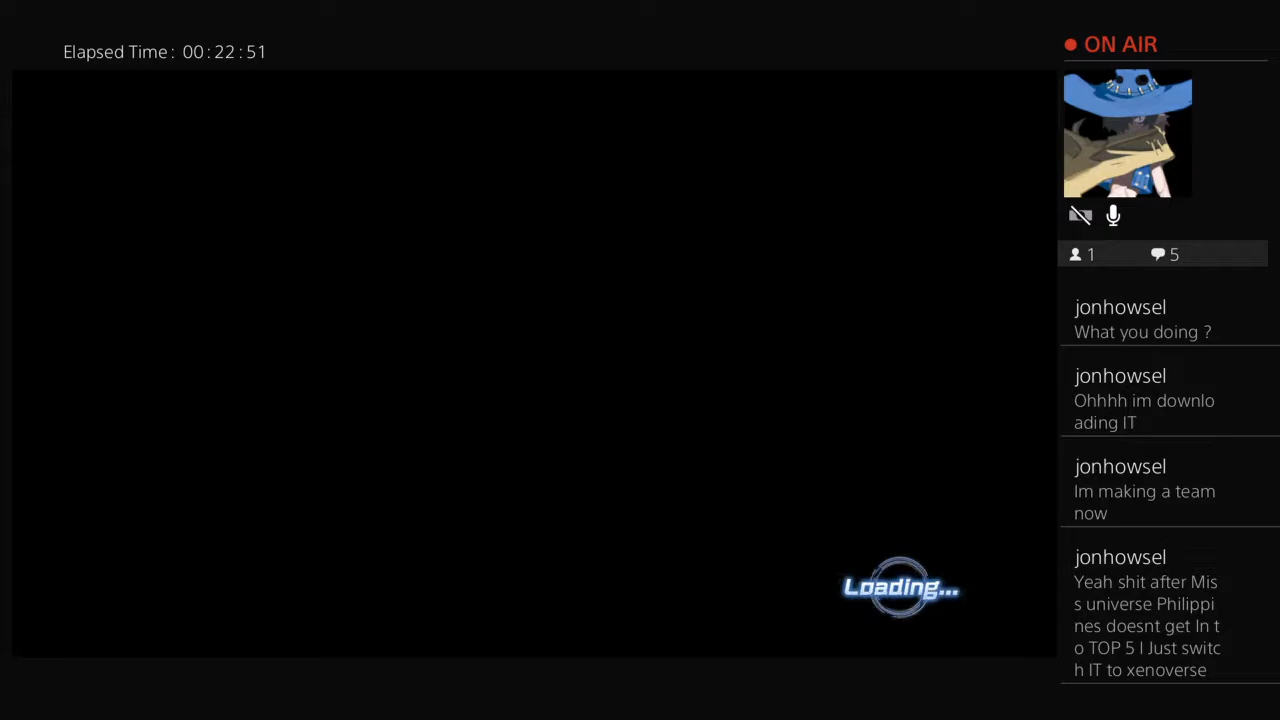 Elapsed Time: 00:22:51
ON AIR
1 5
jonhowsel
What you doing ?
jonhowsel
Ohhhh im downlo
ading IT
jonhowsel
Im making a team
now
jonhowsel
Yeah shit after Mis
s universe Philippi
nes doesnt get In t
o TOP 5 I Just switc
h IT to xenoverse
Loading...